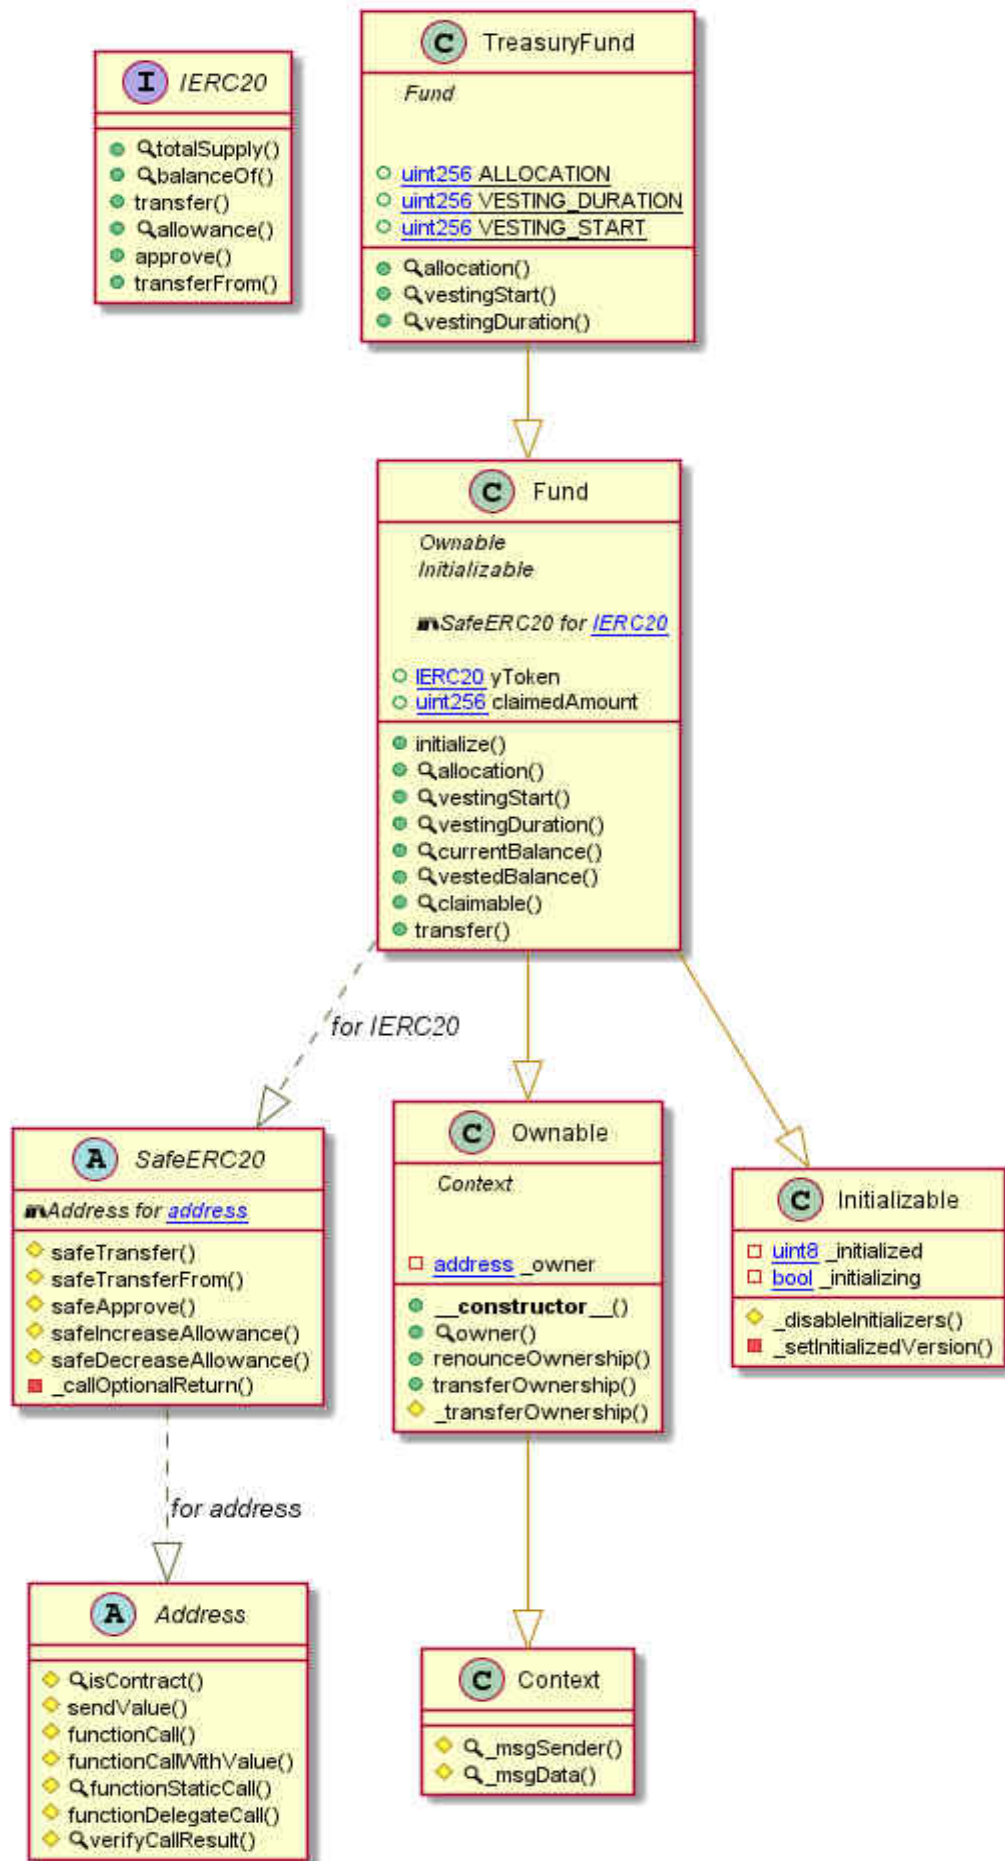 I IERC20
totalSupply()
balanceOf()
transfer()
allowance()
approve()
transferFrom()
C TreasuryFund
Fund
uint256 ALLOCATION
uint256 VESTING_DURATION
uint256 VESTING_START
allocation()
vestingStart()
vestingDuration()
C Fund
Ownable
Initializable
SafeERC20 for IERC20
IERC20 yToken
uint256 claimedAmount
initialize()
allocation()
vestingStart()
vestingDuration()
currentBalance()
vestedBalance()
claimable()
transfer()
for IERC20
A SafeERC20
Address for address
safeTransfer()
safeTransferFrom()
safeApprove()
safeIncreaseAllowance()
safeDecreaseAllowance()
_callOptionalReturn()
C Ownable
Context
address _owner
__constructor__()
owner()
renounceOwnership()
transferOwnership()
_transferOwnership()
C Initializable
uint8 _initialized
bool _initializing
_disableInitializers()
_setInitializedVersion()
for address
A Address
isContract()
sendValue()
functionCall()
functionCallWithValue()
functionStaticCall()
functionDelegateCall()
verifyCallResult()
C Context
_msgSender()
_msgData()